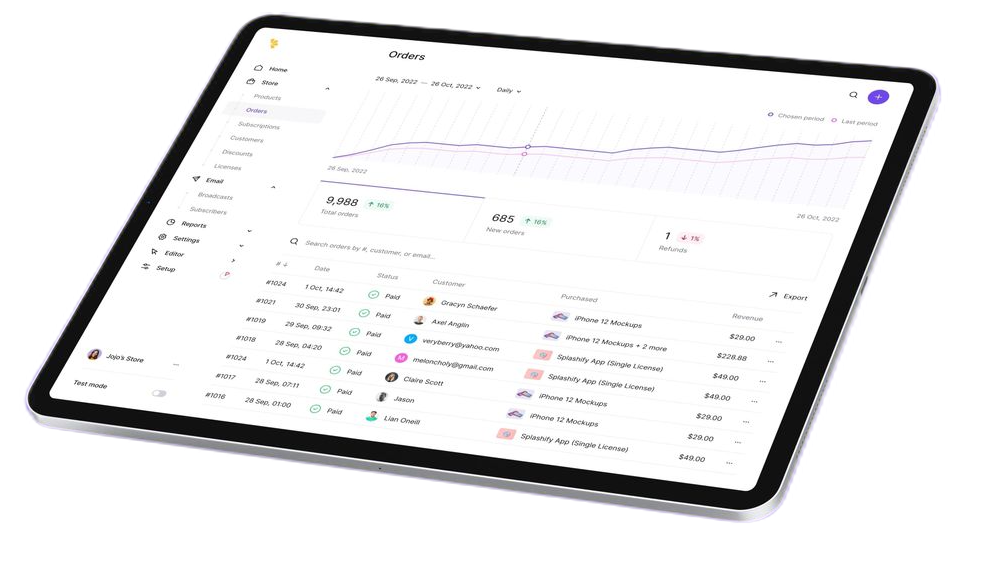 Orders
Home
Store
Products
Orders
Subscriptions
Customers
Discounts
Licenses
Email
Broadcasts
Subscribers
Reports
Settings
Editor
Setup
P
Jojo's Store
Test mode
26 Sep, 2022 — 26 Oct, 2022
Daily
Chosen period
Last period
26 Sep, 2022
26 Oct, 2022
9,988 ↑ 16%
Total orders
685 ↑ 16%
New orders
1 ↓ 1%
Refunds
Search orders by #, customer, or email...
Export
# ↓ Date Status Customer Purchased Revenue
#1024 1 Oct, 14:42 Paid Gracyn Schaefer iPhone 12 Mockups $29.00 ...
#1021 30 Sep, 23:01 Paid Axel Anglin iPhone 12 Mockups + 2 more $228.88 ...
#1019 29 Sep, 09:32 Paid V veryberry@yahoo.com Splashify App (Single License) $49.00 ...
#1018 28 Sep, 04:20 Paid M meloncholy@gmail.com Splashify App (Single License) $49.00 ...
#1024 1 Oct, 14:42 Paid Claire Scott iPhone 12 Mockups $29.00 ...
#1017 28 Sep, 07:11 Paid Jason iPhone 12 Mockups $29.00 ...
#1016 28 Sep, 01:00 Paid Lian Oneill Splashify App (Single License) $49.00 ...